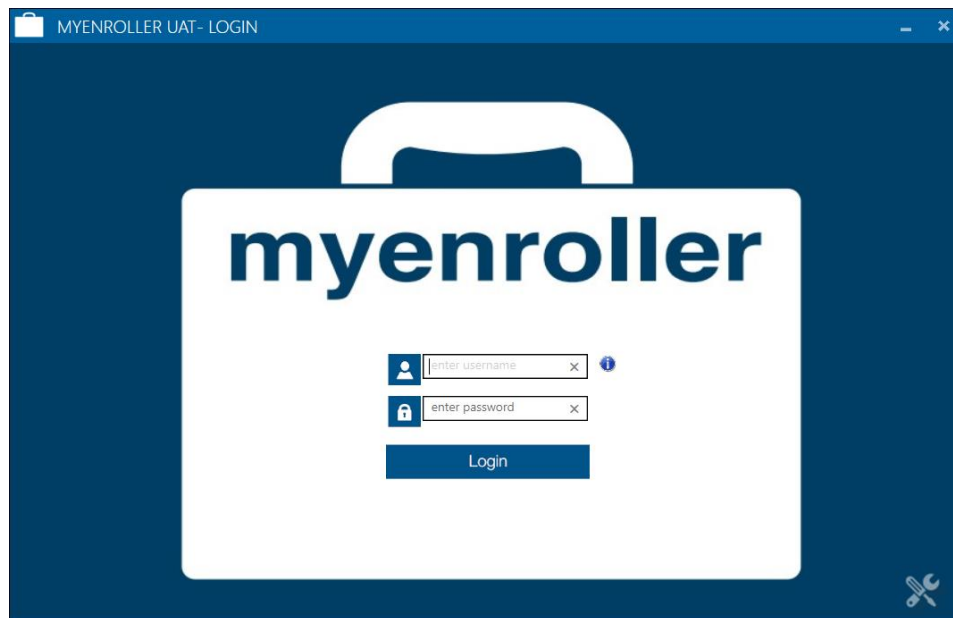 MYENROLLER UAT- LOGIN
myenroller
enter username
enter password
Login